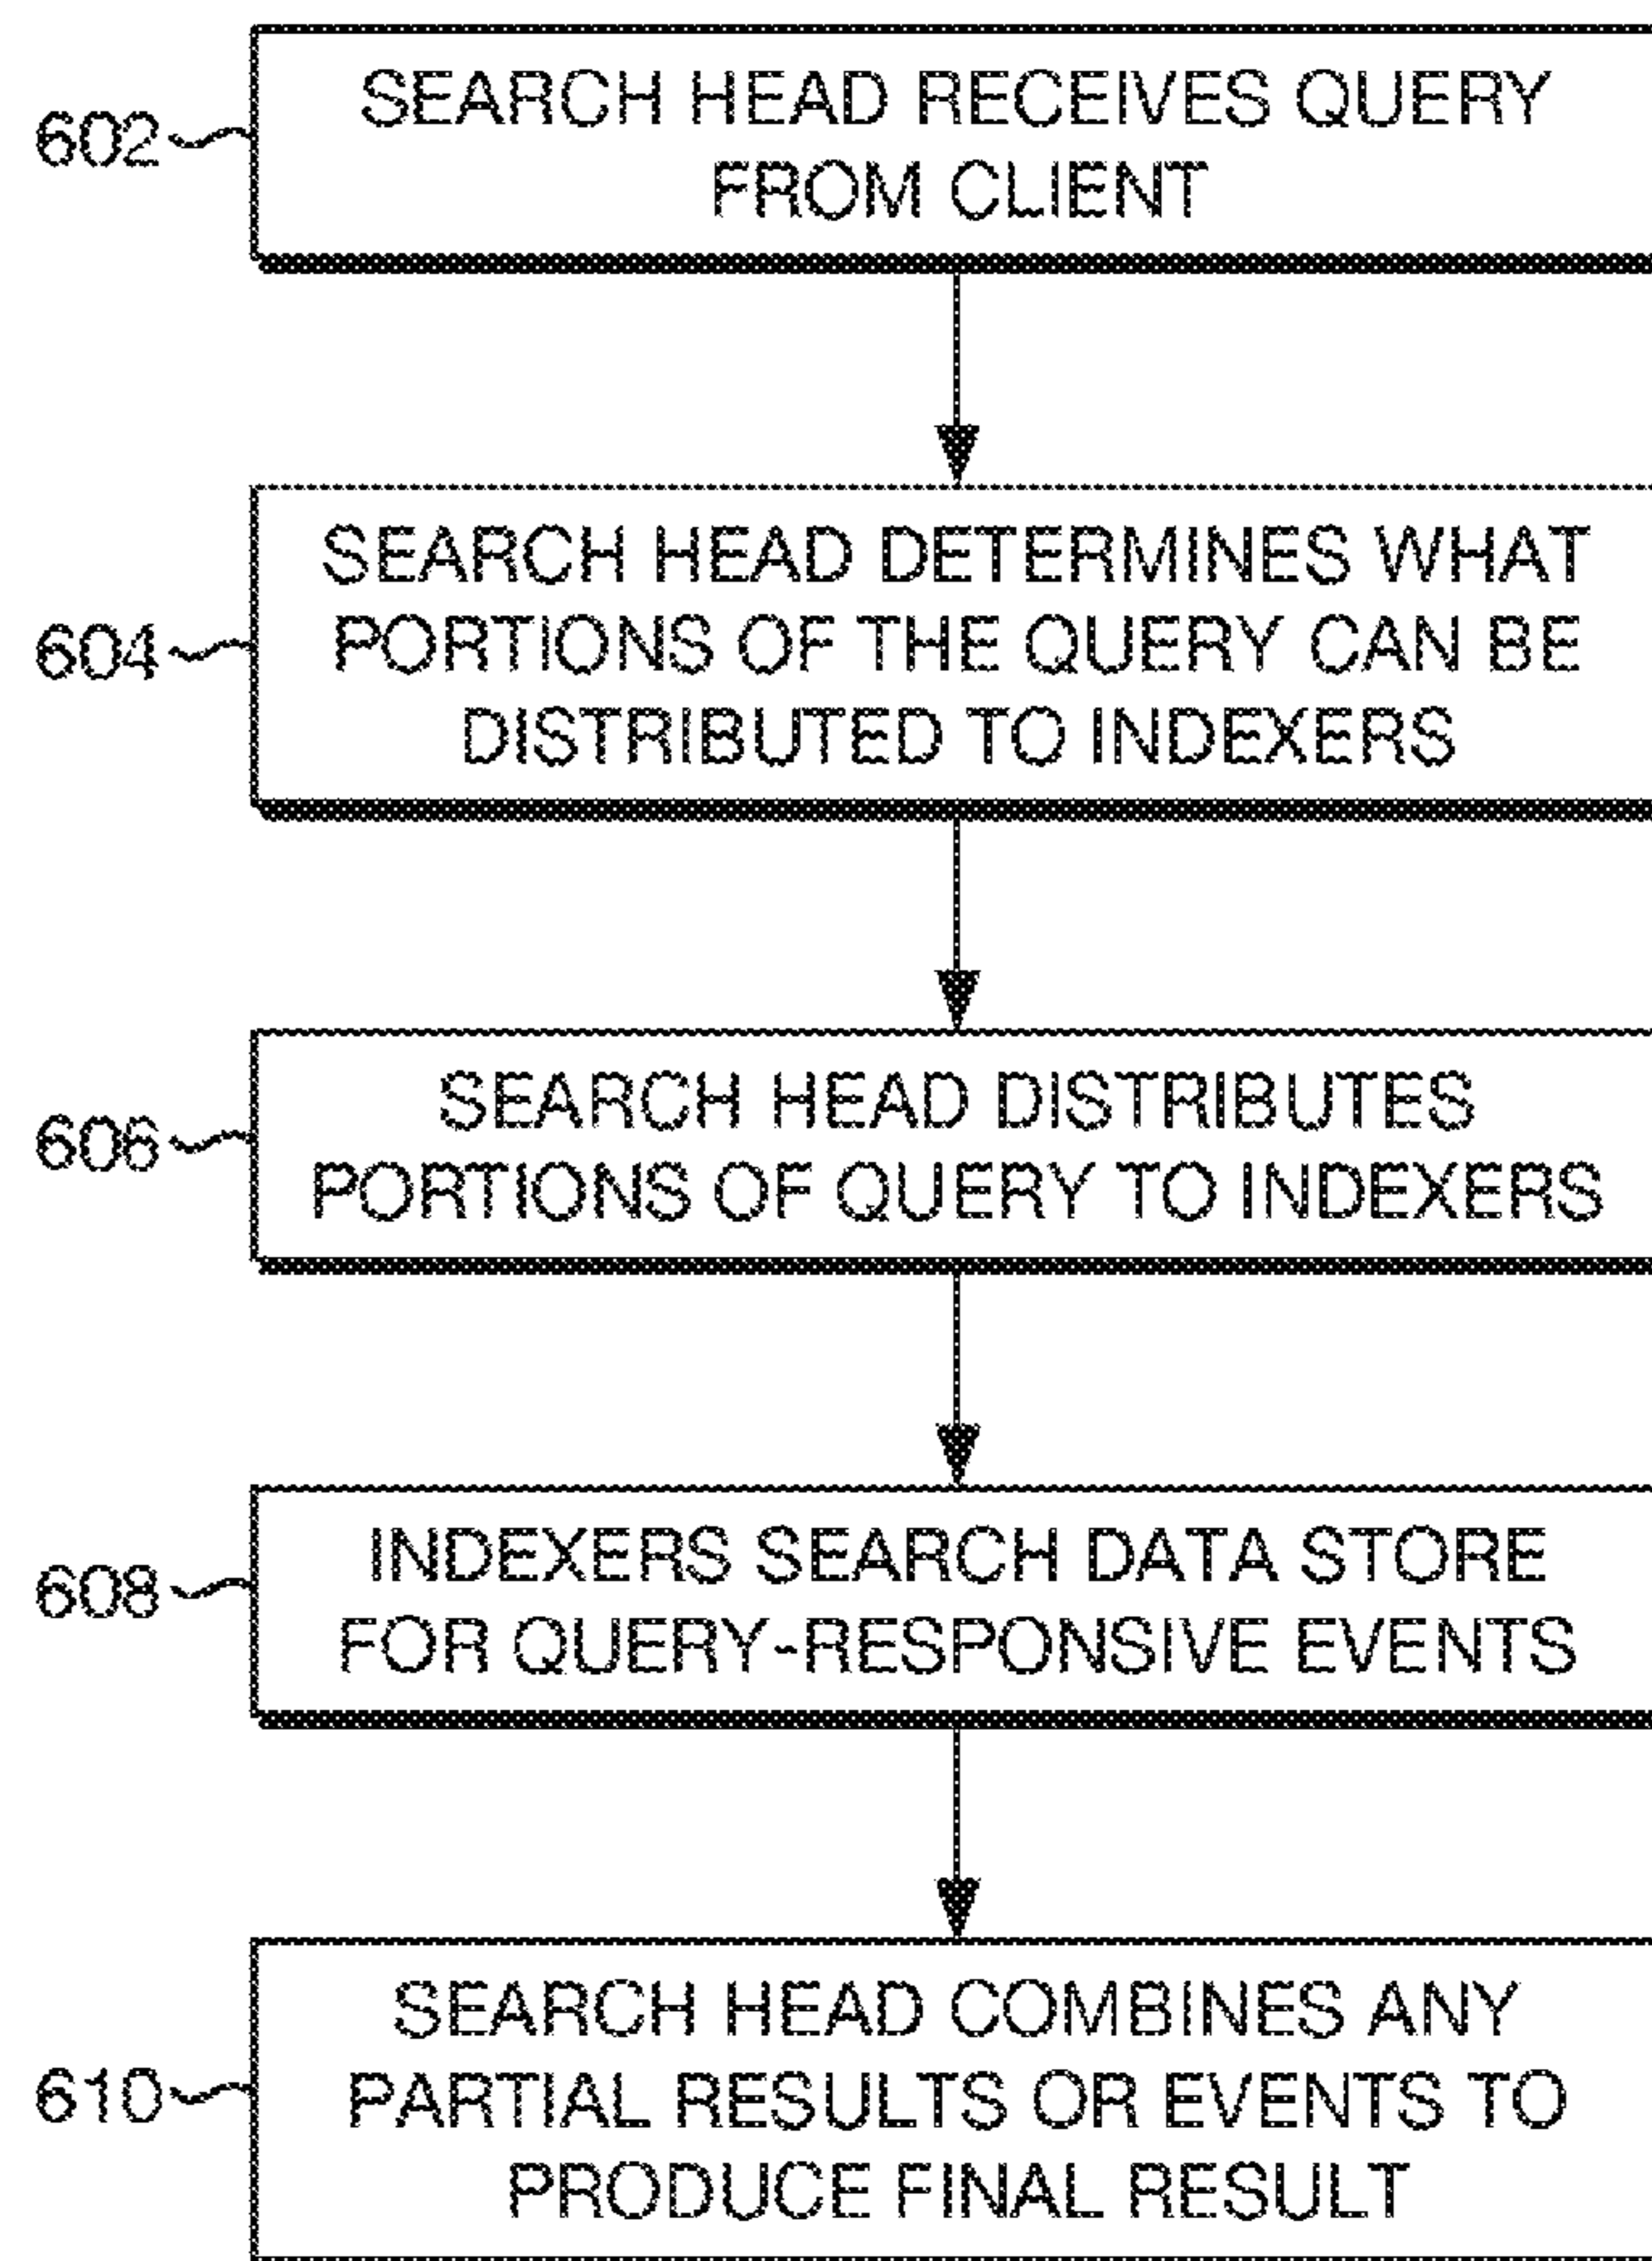 602
SEARCH HEAD RECEIVES QUERY
FROM CLIENT
604
SEARCH HEAD DETERMINES WHAT
PORTIONS OF THE QUERY CAN BE
DISTRIBUTED TO INDEXERS
606
SEARCH HEAD DISTRIBUTES
PORTIONS OF QUERY TO INDEXERS
608
INDEXERS SEARCH DATA STORE
FOR QUERY-RESPONSIVE EVENTS
610
SEARCH HEAD COMBINES ANY
PARTIAL RESULTS OR EVENTS TO
PRODUCE FINAL RESULT